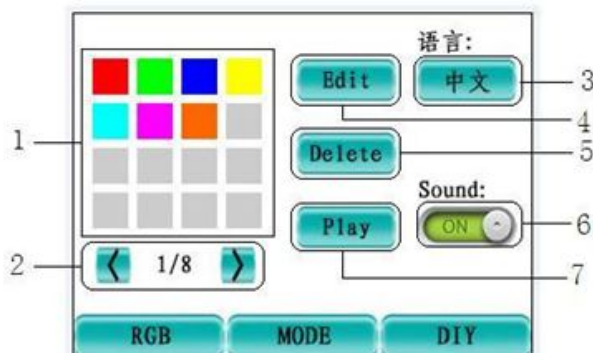 语言:
Edit
中文
3
4
Delete
5
1
Sound:
Play
ON
6
2
1/8
7
RGB
MODE
DIY